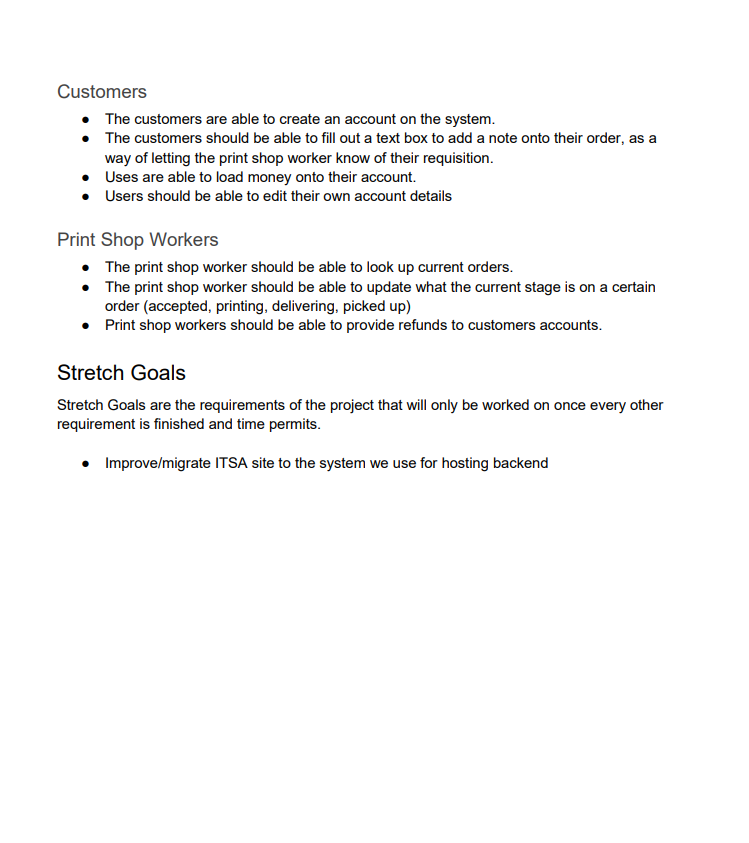 Customers
● The customers are able to create an account on the system.
● The customers should be able to fill out a text box to add a note onto their order, as a
way of letting the print shop worker know of their requisition.
● Uses are able to load money onto their account.
● Users should be able to edit their own account details
Print Shop Workers
● The print shop worker should be able to look up current orders.
● The print shop worker should be able to update what the current stage is on a certain
order (accepted, printing, delivering, picked up)
● Print shop workers should be able to provide refunds to customers accounts.
Stretch Goals
Stretch Goals are the requirements of the project that will only be worked on once every other
requirement is finished and time permits.
● Improve/migrate ITSA site to the system we use for hosting backend